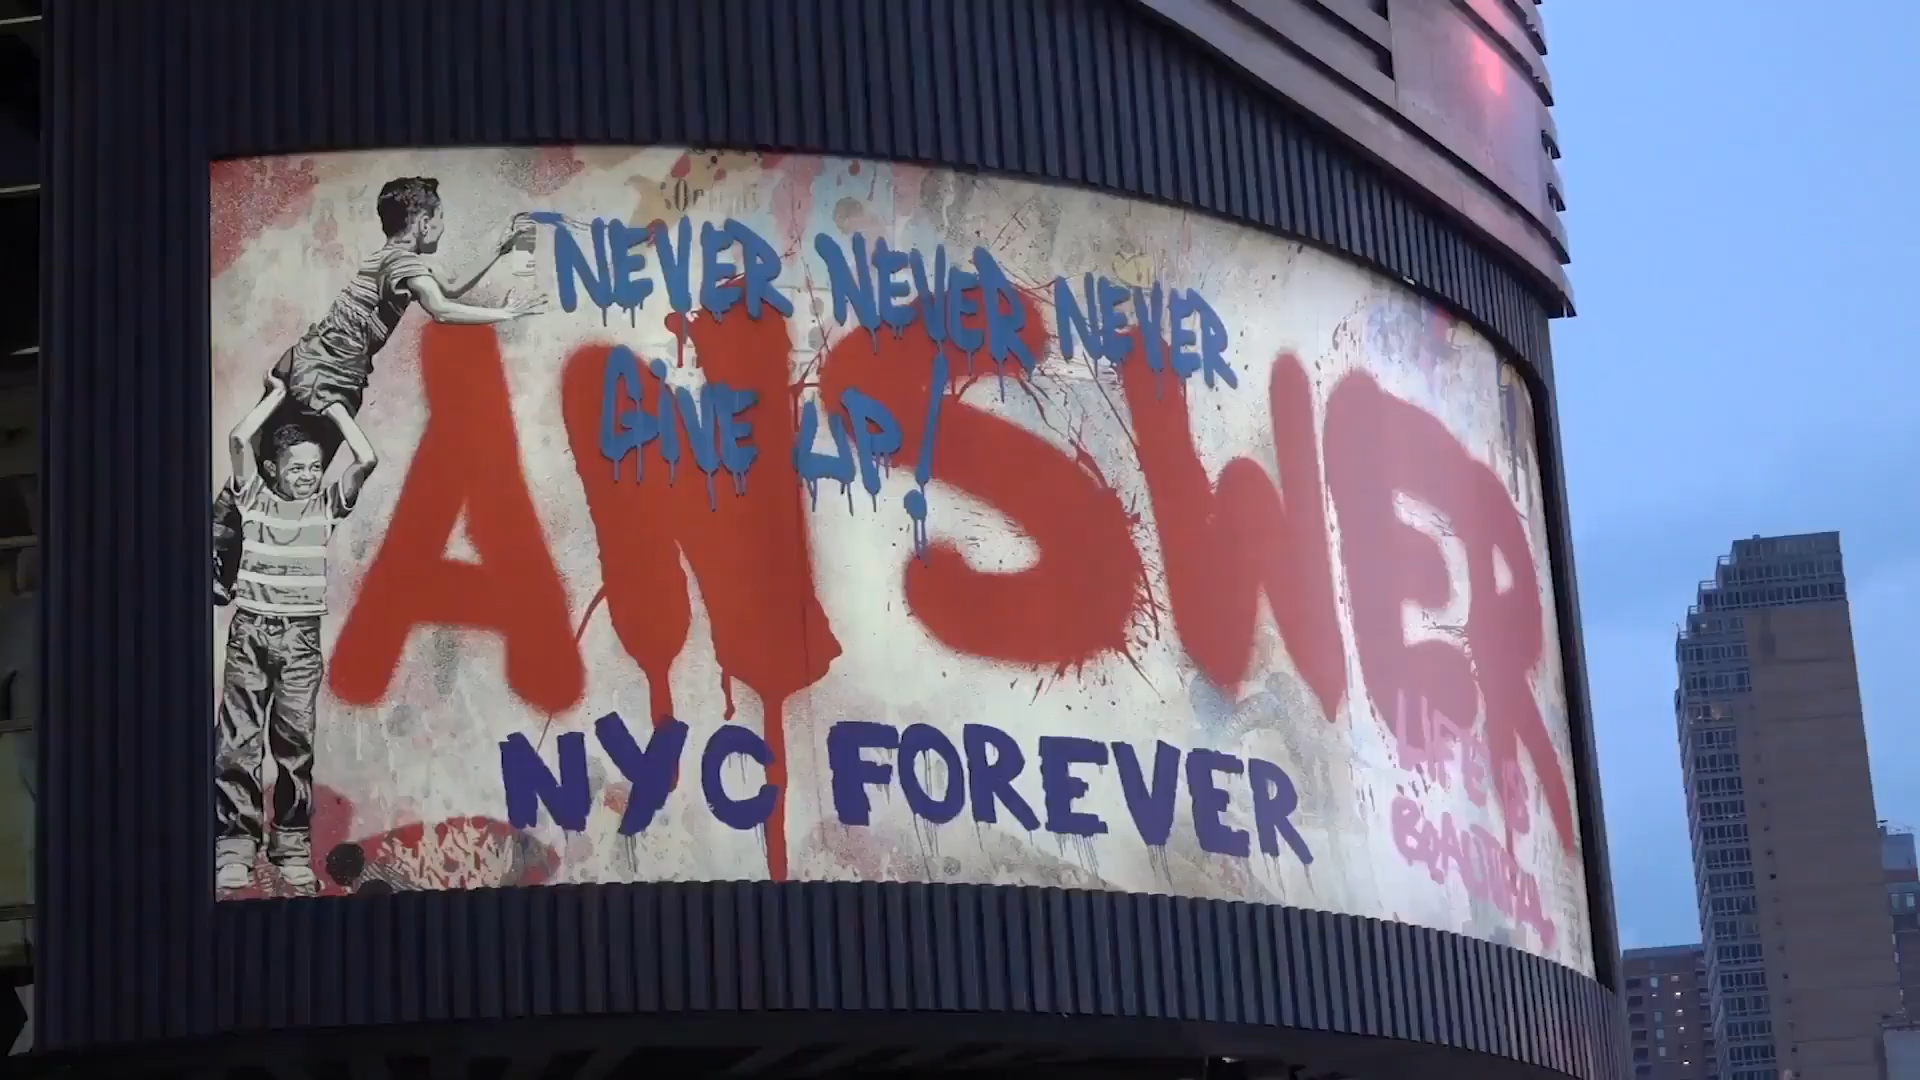 NEVER NEVER NEVER
GiVE UP!
ANSWER
NYC FOREVER
LIFE IS
BEAUTIFUL